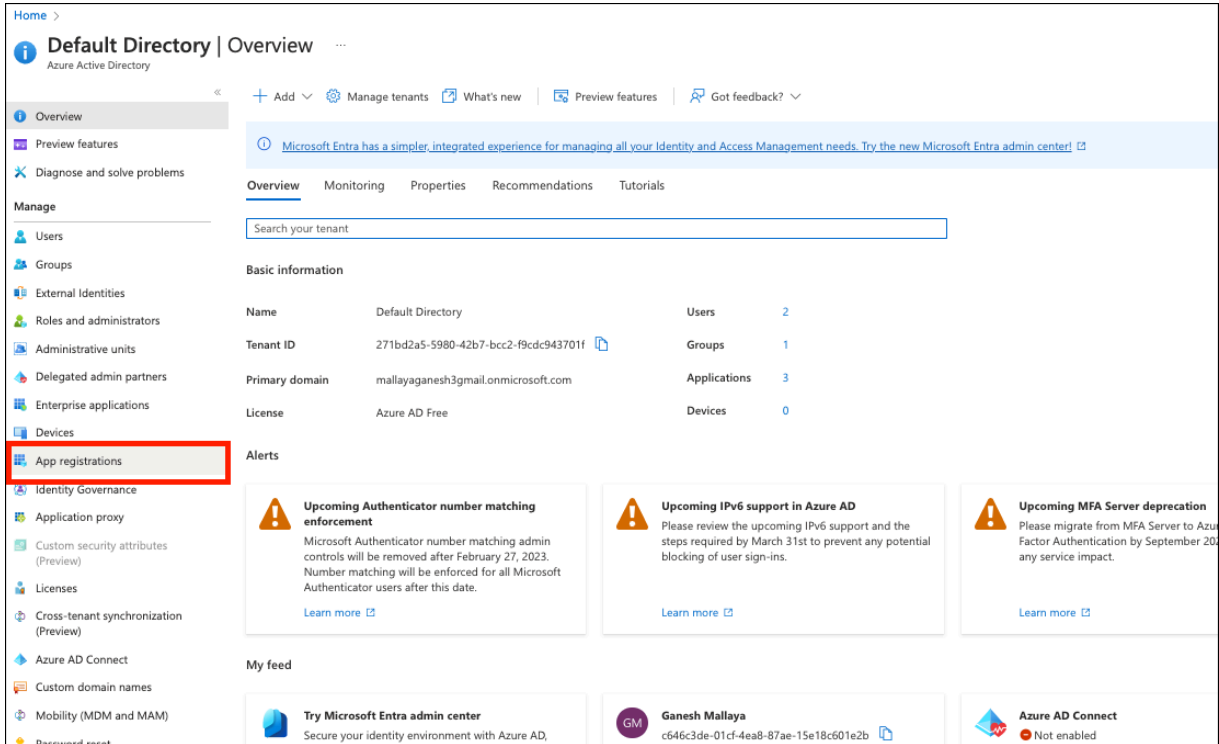 Home >
Default Directory | Overview ...
Azure Active Directory
«
Overview
Preview features
Diagnose and solve problems
Manage
Users
Groups
External Identities
Roles and administrators
Administrative units
Delegated admin partners
Enterprise applications
Devices
App registrations
Identity Governance
Application proxy
Custom security attributes
(Preview)
Licenses
Cross-tenant synchronization
(Preview)
Azure AD Connect
Custom domain names
Mobility (MDM and MAM)
Password reset
Add Manage tenants What's new Preview features Got feedback?
Microsoft Entra has a simpler, integrated experience for managing all your Identity and Access Management needs. Try the new Microsoft Entra admin center!
Overview Monitoring Properties Recommendations Tutorials
Search your tenant
Basic information
Name Default Directory Users 2
Tenant ID 271bd2a5-5980-42b7-bcc2-f9cdc943701f Groups 1
Primary domain mallayaganesh3gmail.onmicrosoft.com Applications 3
License Azure AD Free Devices 0
Alerts
Upcoming Authenticator number matching
enforcement
Microsoft Authenticator number matching admin
controls will be removed after February 27, 2023.
Number matching will be enforced for all Microsoft
Authenticator users after this date.
Learn more
Upcoming IPv6 support in Azure AD
Please review the upcoming IPv6 support and the
steps required by March 31st to prevent any potential
blocking of user sign-ins.
Learn more
Upcoming MFA Server deprecation
Please migrate from MFA Server to
Factor Authentication by September
any service impact.
Learn more
My feed
Try Microsoft Entra admin center
Secure your identity environment with Azure AD,
GM
Ganesh Mallaya
c646c3de-01cf-4ea8-87ae-15e18c601e2b
Azure AD Connect
Not enabled